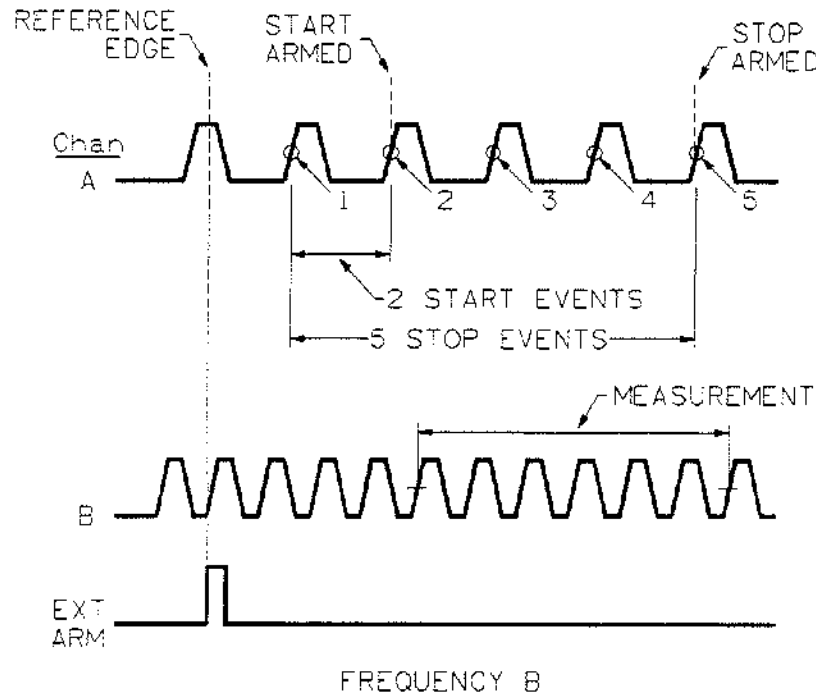 REFERENCE
EDGE
START
ARMED
STOP
ARMED
Chan
A
1
2
3
4
5
2 START EVENTS
5 STOP EVENTS
MEASUREMENT
B
EXT
ARM
FREQUENCY B